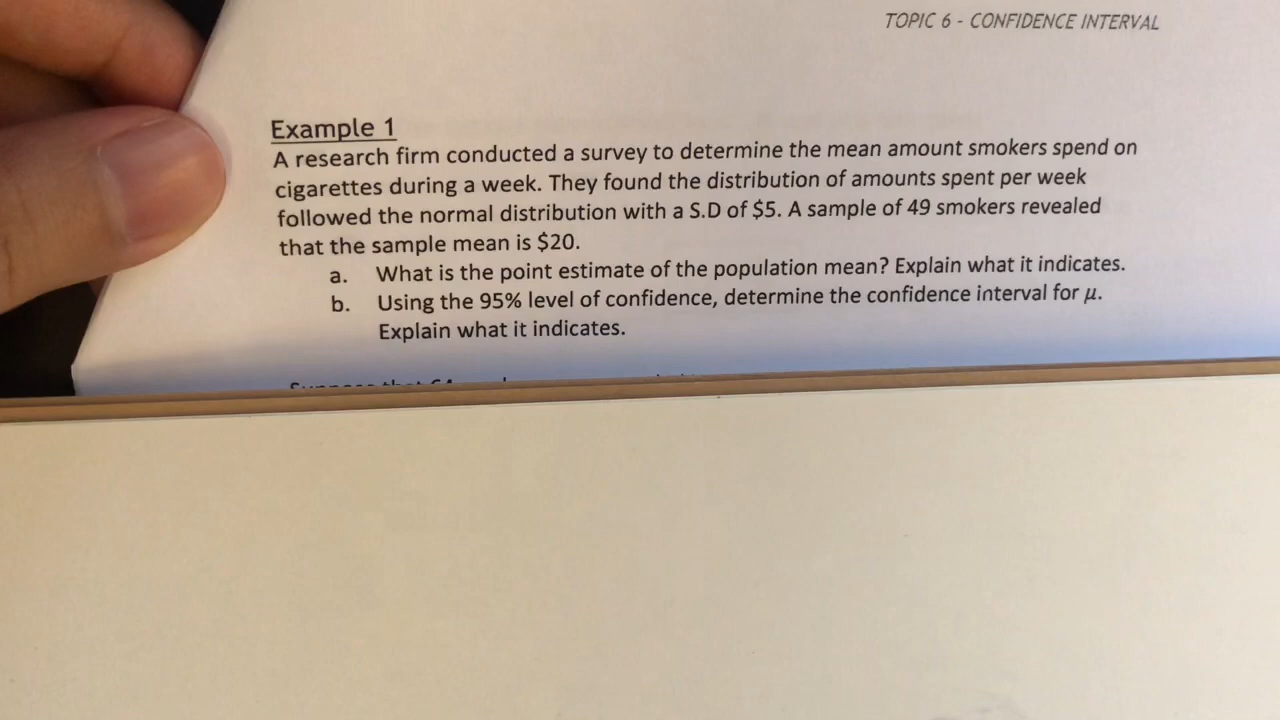 TOPIC 6 - CONFIDENCE INTERVAL
Example 1
A research firm conducted a survey to determine the mean amount smokers spend on
cigarettes during a week. They found the distribution of amounts spent per week
followed the normal distribution with a S.D of $5. A sample of 49 smokers revealed
that the sample mean is $20.
a. What is the point estimate of the population mean? Explain what it indicates.
b. Using the 95% level of confidence, determine the confidence interval for μ.
Explain what it indicates.